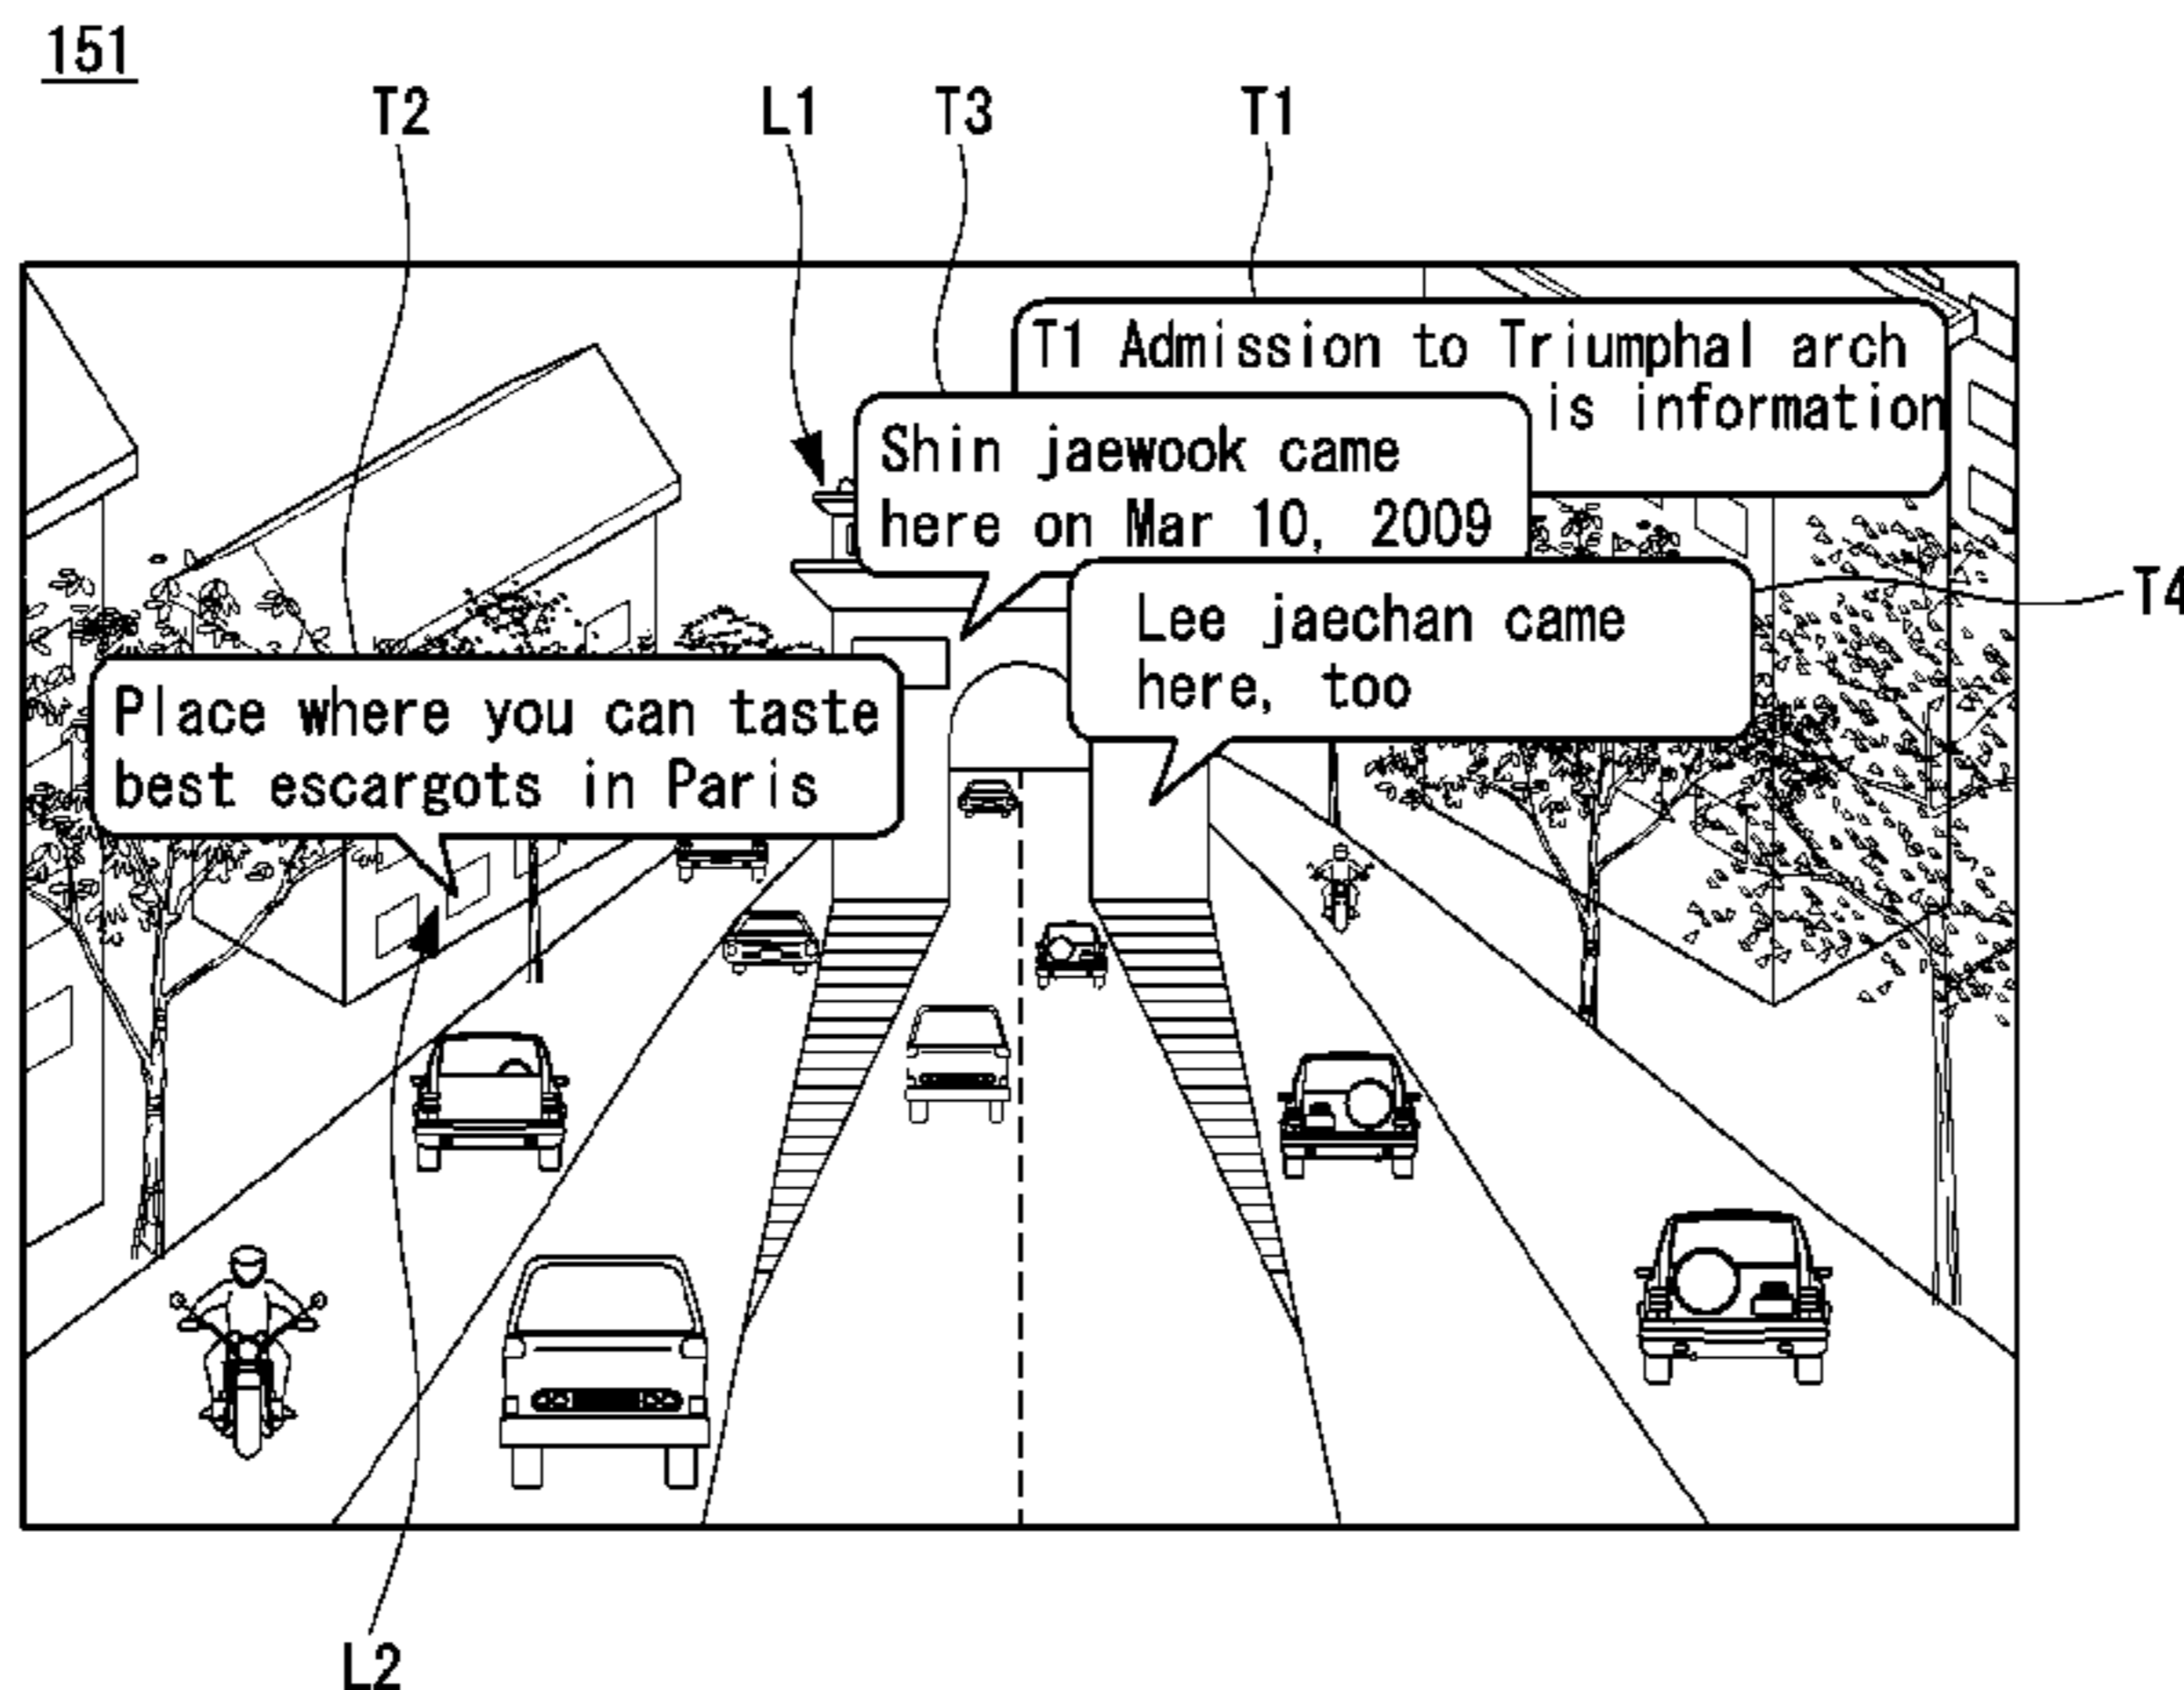 151
T2
L1
T3
T1
T1 Admission to Triumphal arch
is information
Shin jaewook came
here on Mar 10, 2009
Lee jaechan came
here, too
T4
Place where you can taste
best escargots in Paris
L2